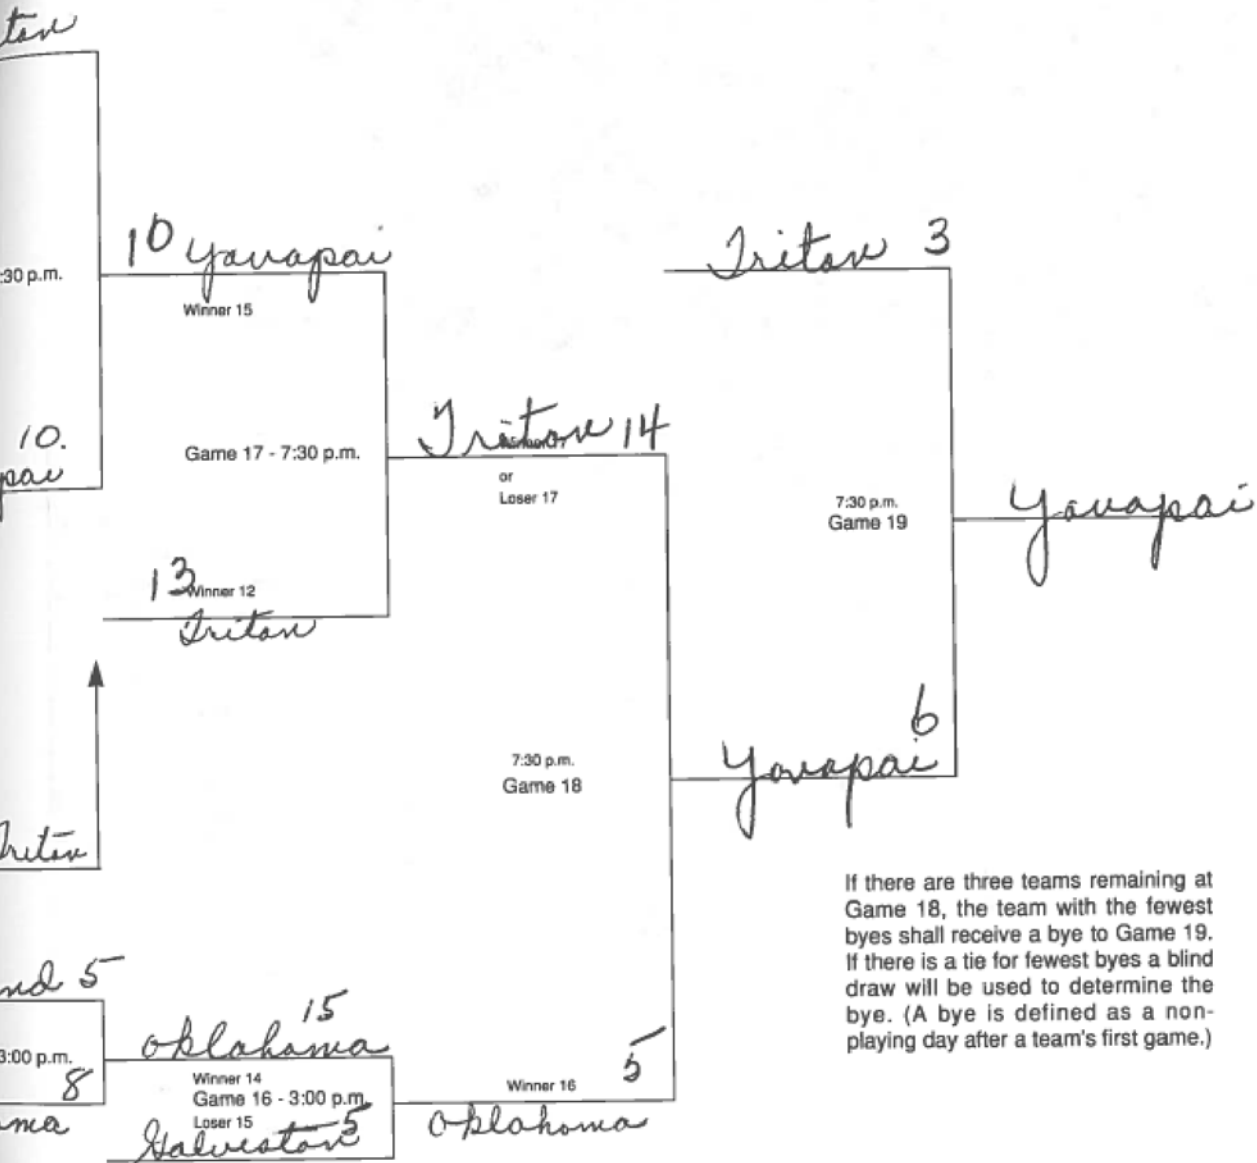 10 Yavapai
Triton 3
:30 p.m.
Winner 15
10.
Game 17 - 7:30 p.m.
Triton 14
or
Loser 17
7:30 p.m.
Game 19
Yavapai
13 Winner 12
Triton
6
7:30 p.m.
Game 18
Yavapai
Triton
If there are three teams remaining at
Game 18, the team with the fewest
byes shall receive a bye to Game 19.
If there is a tie for fewest byes a blind
draw will be used to determine the
bye. (A bye is defined as a non-
playing day after a team's first game.)
nd 5
15
Oklahoma
3:00 p.m.
8
Winner 14
Game 16 - 3:00 p.m.
Loser 15
Galveston 5
Winner 16
5
ma
Oklahoma